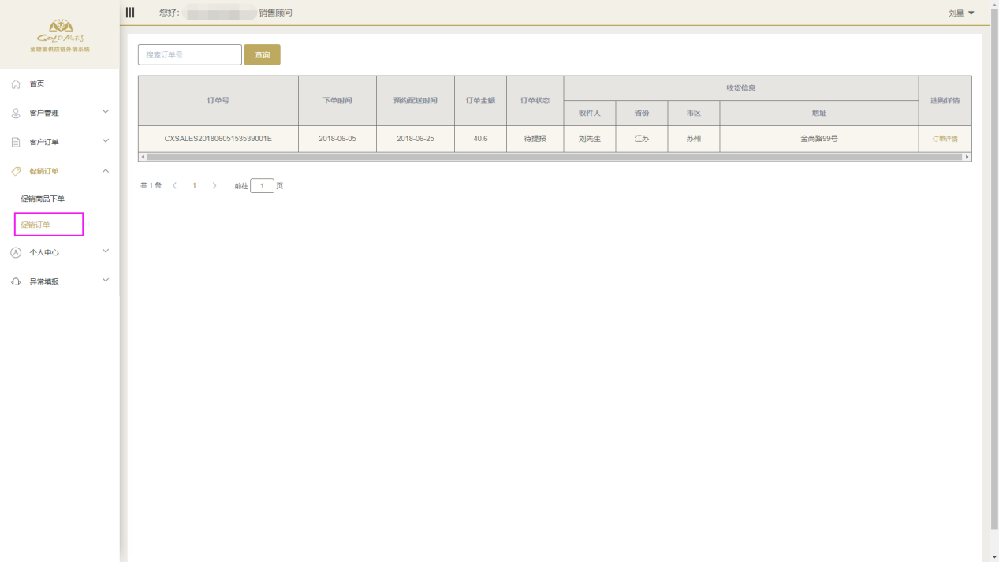 GOLD MaJ.S
金螳螂供应链外销系统
首页
客户管理
客户订单
促销订单
促销商品下单
促销订单
个人中心
异常填报
您好： 销售顾问
刘星
搜索订单号 查询
订单号 下单时间 预约配送时间 订单金额 订单状态 收货信息 选购详情
收件人 省份 市区 地址
CXSALES20180605153539001E 2018-06-05 2018-06-25 40.6 待提报 刘先生 江苏 苏州 金尚路99号 订单详情
共 1 条 1 前往 1 页